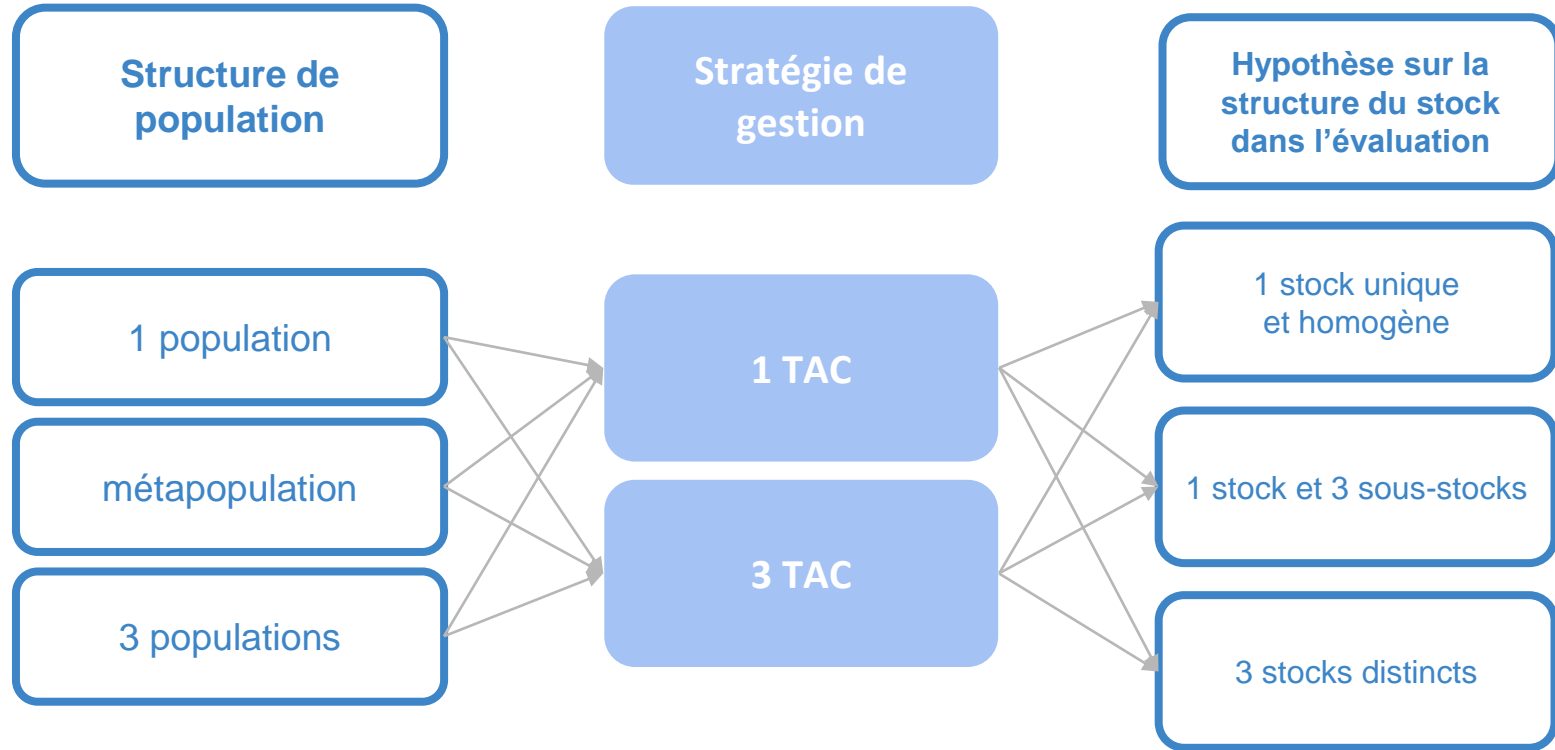 Structure de
population
Stratégie de
gestion
Hypothèse sur la
structure du stock
dans l’évaluation
1 population
métapopulation
3 populations
1 TAC
3 TAC
1 stock unique
et homogène
1 stock et 3 sous-stocks
3 stocks distincts